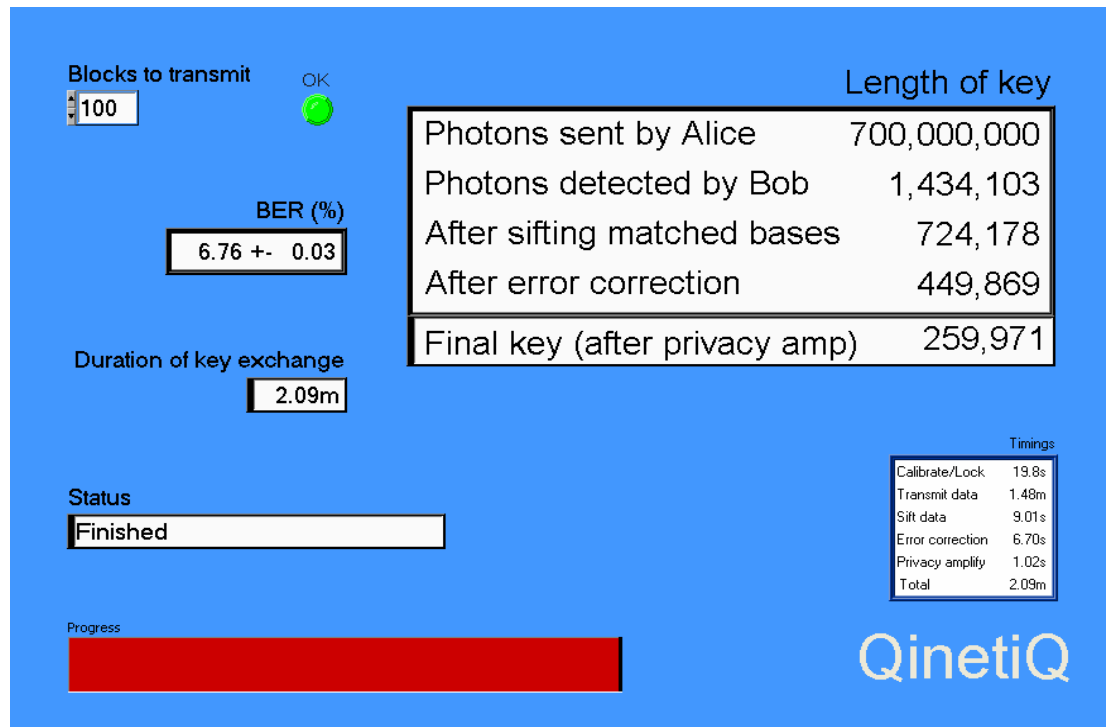 Blocks to transmit
OK
100
Length of key
Photons sent by Alice 700,000,000
Photons detected by Bob 1,434,103
After sifting matched bases 724,178
After error correction 449,869
Final key (after privacy amp) 259,971
BER (%)
6.76 +- 0.03
Duration of key exchange
2.09m
Timings
Calibrate/Lock 19.8s
Transmit data 1.48m
Sift data 9.01s
Error correction 6.70s
Privacy amplify 1.02s
Total 2.09m
Status
Finished
Progress
QinetiQ